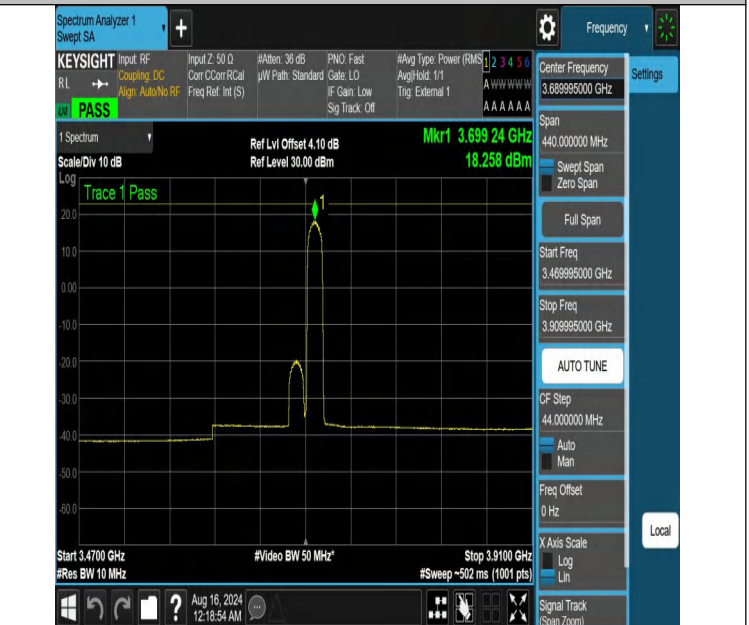 Spectrum Analyzer 1
Swept SA
+
Frequency
KEYSIGHT
RL
PASS
Input: RF
Coupling: DC
Align: Auto/No RF
Input Z: 50 Ω
Corr CCorr RCal
Freq Ref: Int (S)
#Atten: 36 dB
µW Path: Standard
PNO: Fast
Gate: LO
IF Gain: Low
Sig Track: Off
#Avg Type: Power (RMS
Avg|Hold: 1/1
Trig: External 1
1 2 3 4 5 6
A W W W W W
A A A A A A
1 Spectrum
Scale/Div 10 dB
Ref Lvl Offset 4.10 dB
Ref Level 30.00 dBm
Mkr1 3.699 24 GHz
18.258 dBm
Log
Trace 1 Pass
1
20.0
10.0
0.00
-10.0
-20.0
-30.0
-40.0
-50.0
-60.0
Start 3.4700 GHz
#Res BW 10 MHz
#Video BW 50 MHz*
Stop 3.9100 GHz
#Sweep ~502 ms (1001 pts)
Center Frequency
3.689995000 GHz
Span
440.000000 MHz
Swept Span
Zero Span
Full Span
Start Freq
3.469995000 GHz
Stop Freq
3.909995000 GHz
AUTO TUNE
CF Step
44.000000 MHz
Auto
Man
Freq Offset
0 Hz
X Axis Scale
Log
Lin
Signal Track
(Span Zoom)
Settings
Local
?
Aug 16, 2024
12:18:54 AM